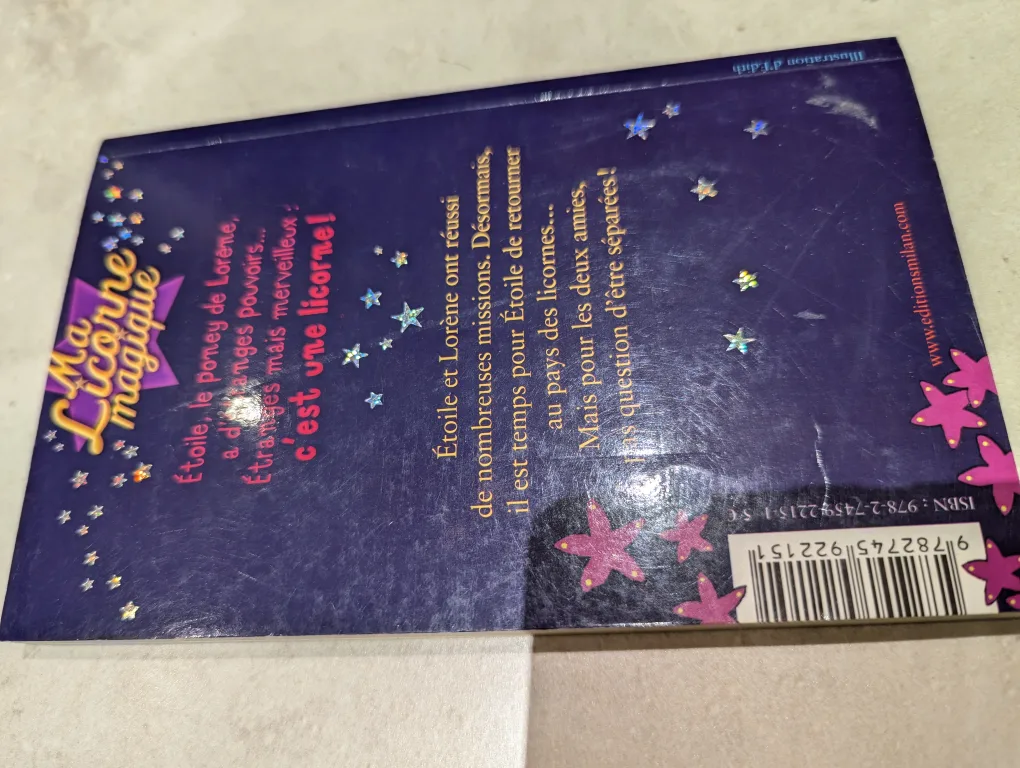 Ma
Licorne
magique
Étoile, le poney de Lorène,
a d'étranges pouvoirs...
Étranges mais merveilleux :
c'est une licorne !
Étoile et Lorène ont réussi
de nombreuses missions. Désormais,
il est temps pour Étoile de retourner
au pays des licornes...
Mais pour les deux amies,
pas question d'être séparées !
www.editionsmilan.com
Illustration d'Édith
ISBN : 978-2-7459-2215-1 5 €
9 782745 922151